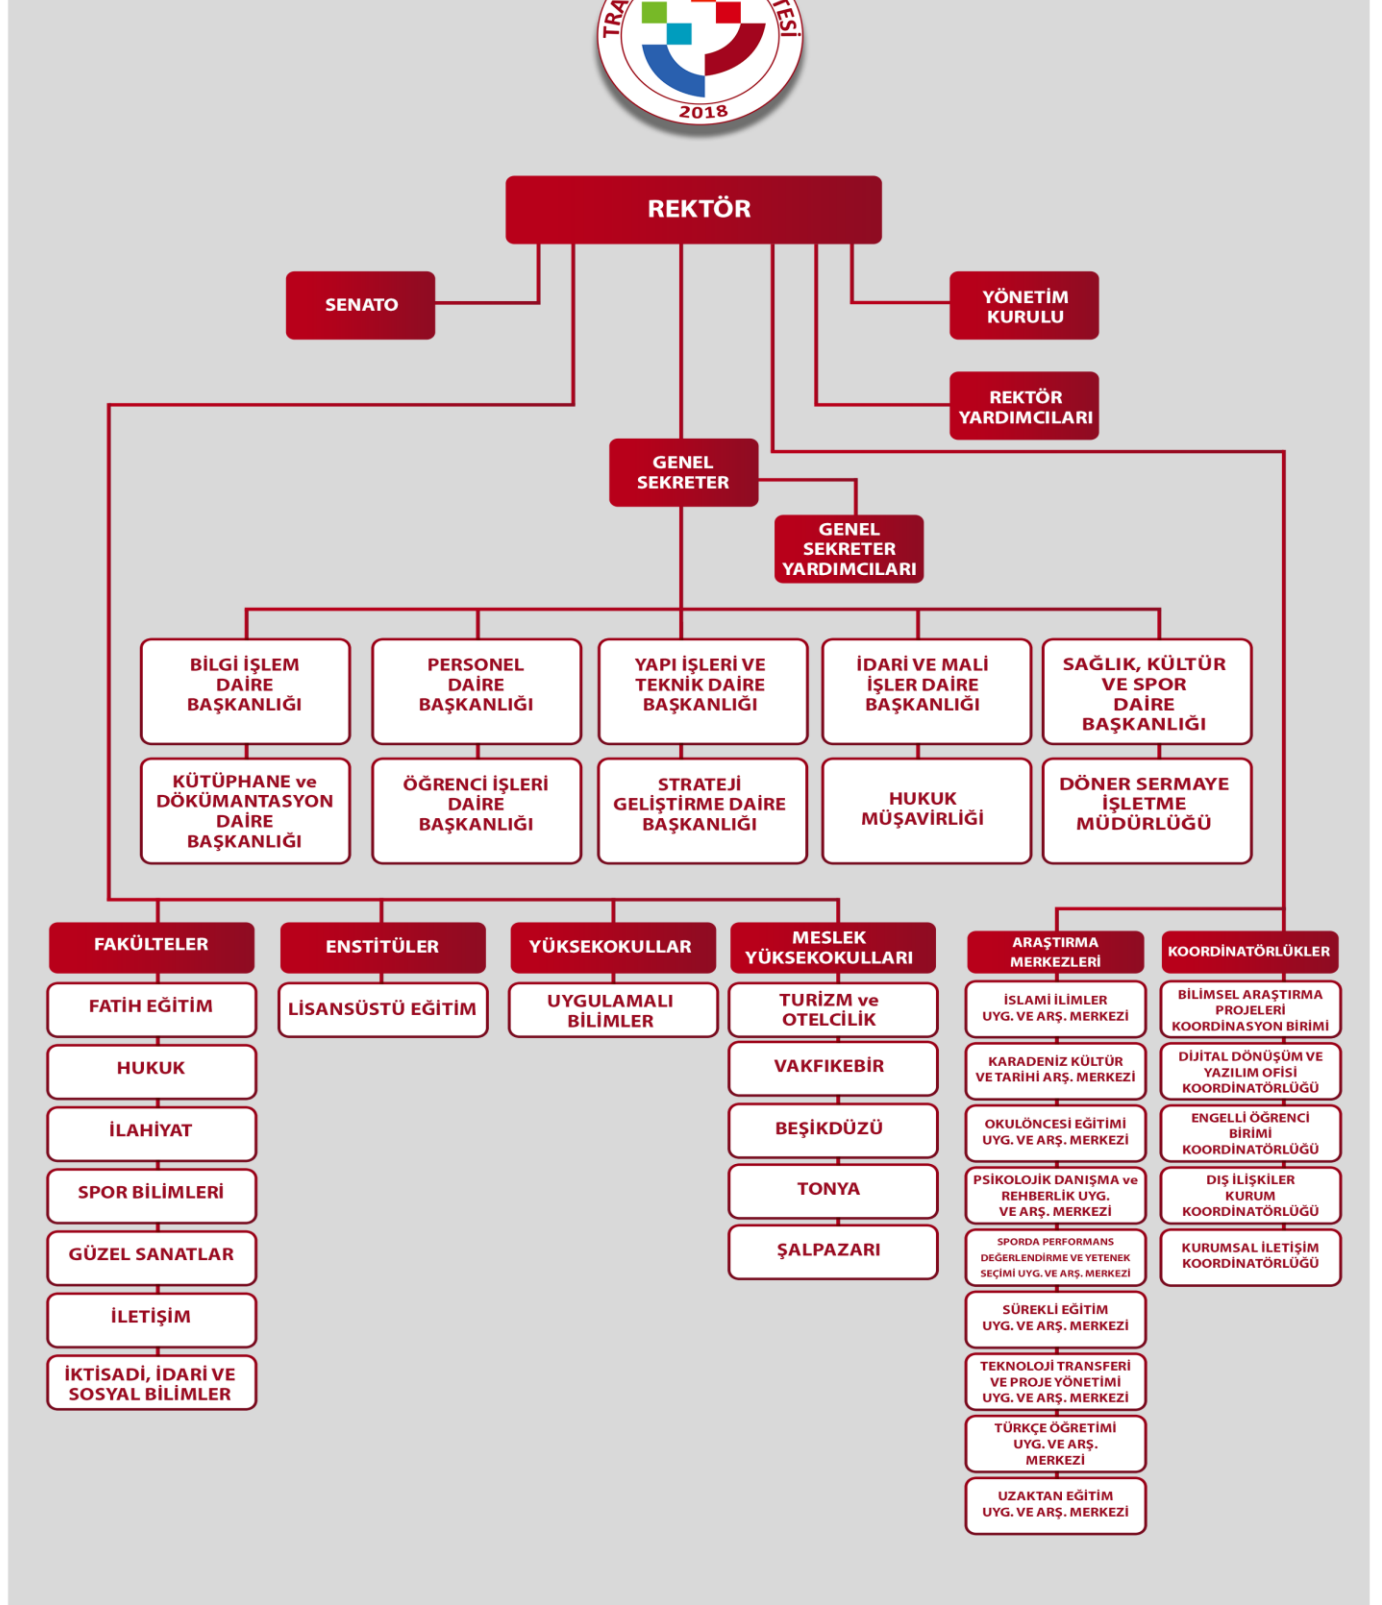 2018
REKTÖR
SENATO
YÖNETİM
KURULU
REKTÖR
YARDIMCILARI
GENEL
SEKRETER
GENEL
SEKRETER
YARDIMCILARI
BİLGİ İŞLEM
DAİRE
BAŞKANLIĞI
PERSONEL
DAİRE
BAŞKANLIĞI
YAPI İŞLERİ VE
TEKNİK DAİRE
BAŞKANLIĞI
İDARİ VE MALİ
İŞLER DAİRE
BAŞKANLIĞI
SAĞLIK, KÜLTÜR
VE SPOR
DAİRE
BAŞKANLIĞI
KÜTÜPHANE ve
DÖKÜMANTASYON
DAİRE
BAŞKANLIĞI
ÖĞRENCİ İŞLERİ
DAİRE
BAŞKANLIĞI
STRATEJİ
GELİŞTİRME DAİRE
BAŞKANLIĞI
HUKUK
MÜŞAVİRLİĞİ
DÖNER SERMAYE
İŞLETME
MÜDÜRLÜĞÜ
FAKÜLTELER
FATİH EĞİTİM
HUKUK
İLAHİYAT
SPOR BİLİMLERİ
GÜZEL SANATLAR
İLETİŞİM
İKTİSADİ, İDARİ VE
SOSYAL BİLİMLER
ENSTİTÜLER
LİSANSÜSTÜ EĞİTİM
YÜKSEKOKULLAR
UYGULAMALI
BİLİMLER
MESLEK
YÜKSEKOKULLARI
TURİZM ve
OTELCİLİK
VAKFIKEBİR
BEŞİKDÜZÜ
TONYA
ŞALPAZARI
ARAŞTIRMA
MERKEZLERİ
İSLAMİ İLİMLER
UYG. VE ARŞ. MERKEZİ
KARADENİZ KÜLTÜR
VE TARİHİ ARŞ. MERKEZİ
OKULÖNCESİ EĞİTİMİ
UYG. VE ARŞ. MERKEZİ
PSİKOLOJİK DANIŞMA ve
REHBERLİK UYG.
VE ARŞ. MERKEZİ
SPORDA PERFORMANS
DEĞERLENDİRME VE YETENEK
SEÇİMİ UYG. VE ARŞ. MERKEZİ
SÜREKLİ EĞİTİM
UYG. VE ARŞ. MERKEZİ
TEKNOLOJİ TRANSFERİ
VE PROJE YÖNETİMİ
UYG. VE ARŞ. MERKEZİ
TÜRKÇE ÖĞRETİMİ
UYG. VE ARŞ.
MERKEZİ
UZAKTAN EĞİTİM
UYG. VE ARŞ. MERKEZİ
KOORDİNATÖRLÜKLER
BİLİMSEL ARAŞTIRMA
PROJELERİ
KOORDİNASYON BİRİMİ
DİJİTAL DÖNÜŞÜM VE
YAZILIM OFİSİ
KOORDİNATÖRLÜĞÜ
ENGELLİ ÖĞRENCİ
BİRİMİ
KOORDİNATÖRLÜĞÜ
DIŞ İLİŞKİLER
KURUM
KOORDİNATÖRLÜĞÜ
KURUMSAL İLETİŞİM
KOORDİNATÖRLÜĞÜ